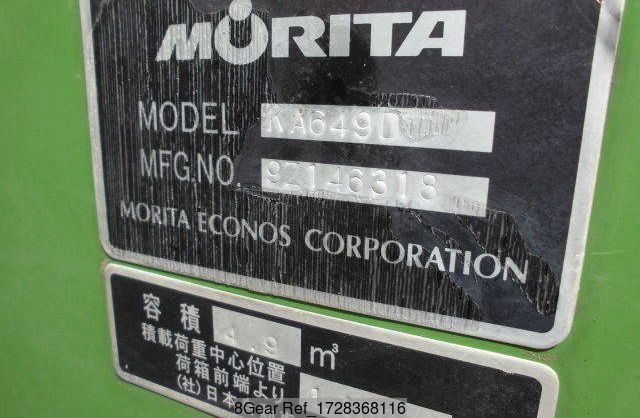 MORITA
MODEL KA649D
MFG.NO. 9Z146318
MORITA ECONOS CORPORATION
容積 4.9 m³
積載荷重中心位置
荷箱前端より
(社)日本
8Gear Ref_1728368116